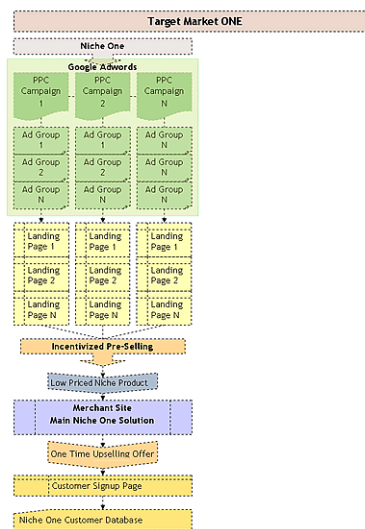 Target Market ONE
Niche One
Google Adwords
PPC Campaign 1
PPC Campaign 2
PPC Campaign N
Ad Group 1
Ad Group 1
Ad Group N
Ad Group 2
Ad Group 2
Ad Group N
Ad Group N
Ad Group N
Ad Group N
Landing Page 1
Landing Page 1
Landing Page 1
Landing Page 2
Landing Page 2
Landing Page 2
Landing Page N
Landing Page N
Landing Page N
Incentivized Pre-Selling
Low Priced Niche Product
Merchant Site
Main Niche One Solution
One Time Upselling Offer
Customer Signup Page
Niche One Customer Database